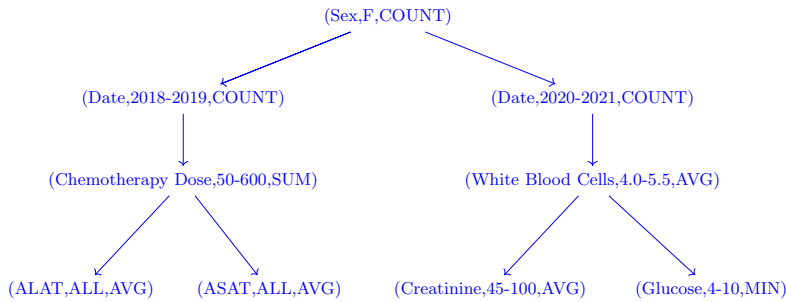 (Sex,F,COUNT)
(Date,2018-2019,COUNT)
(Date,2020-2021,COUNT)
(Chemotherapy Dose,50-600,SUM)
(White Blood Cells,4.0-5.5,AVG)
(ALAT,ALL,AVG)
(ASAT,ALL,AVG)
(Creatinine,45-100,AVG)
(Glucose,4-10,MIN)